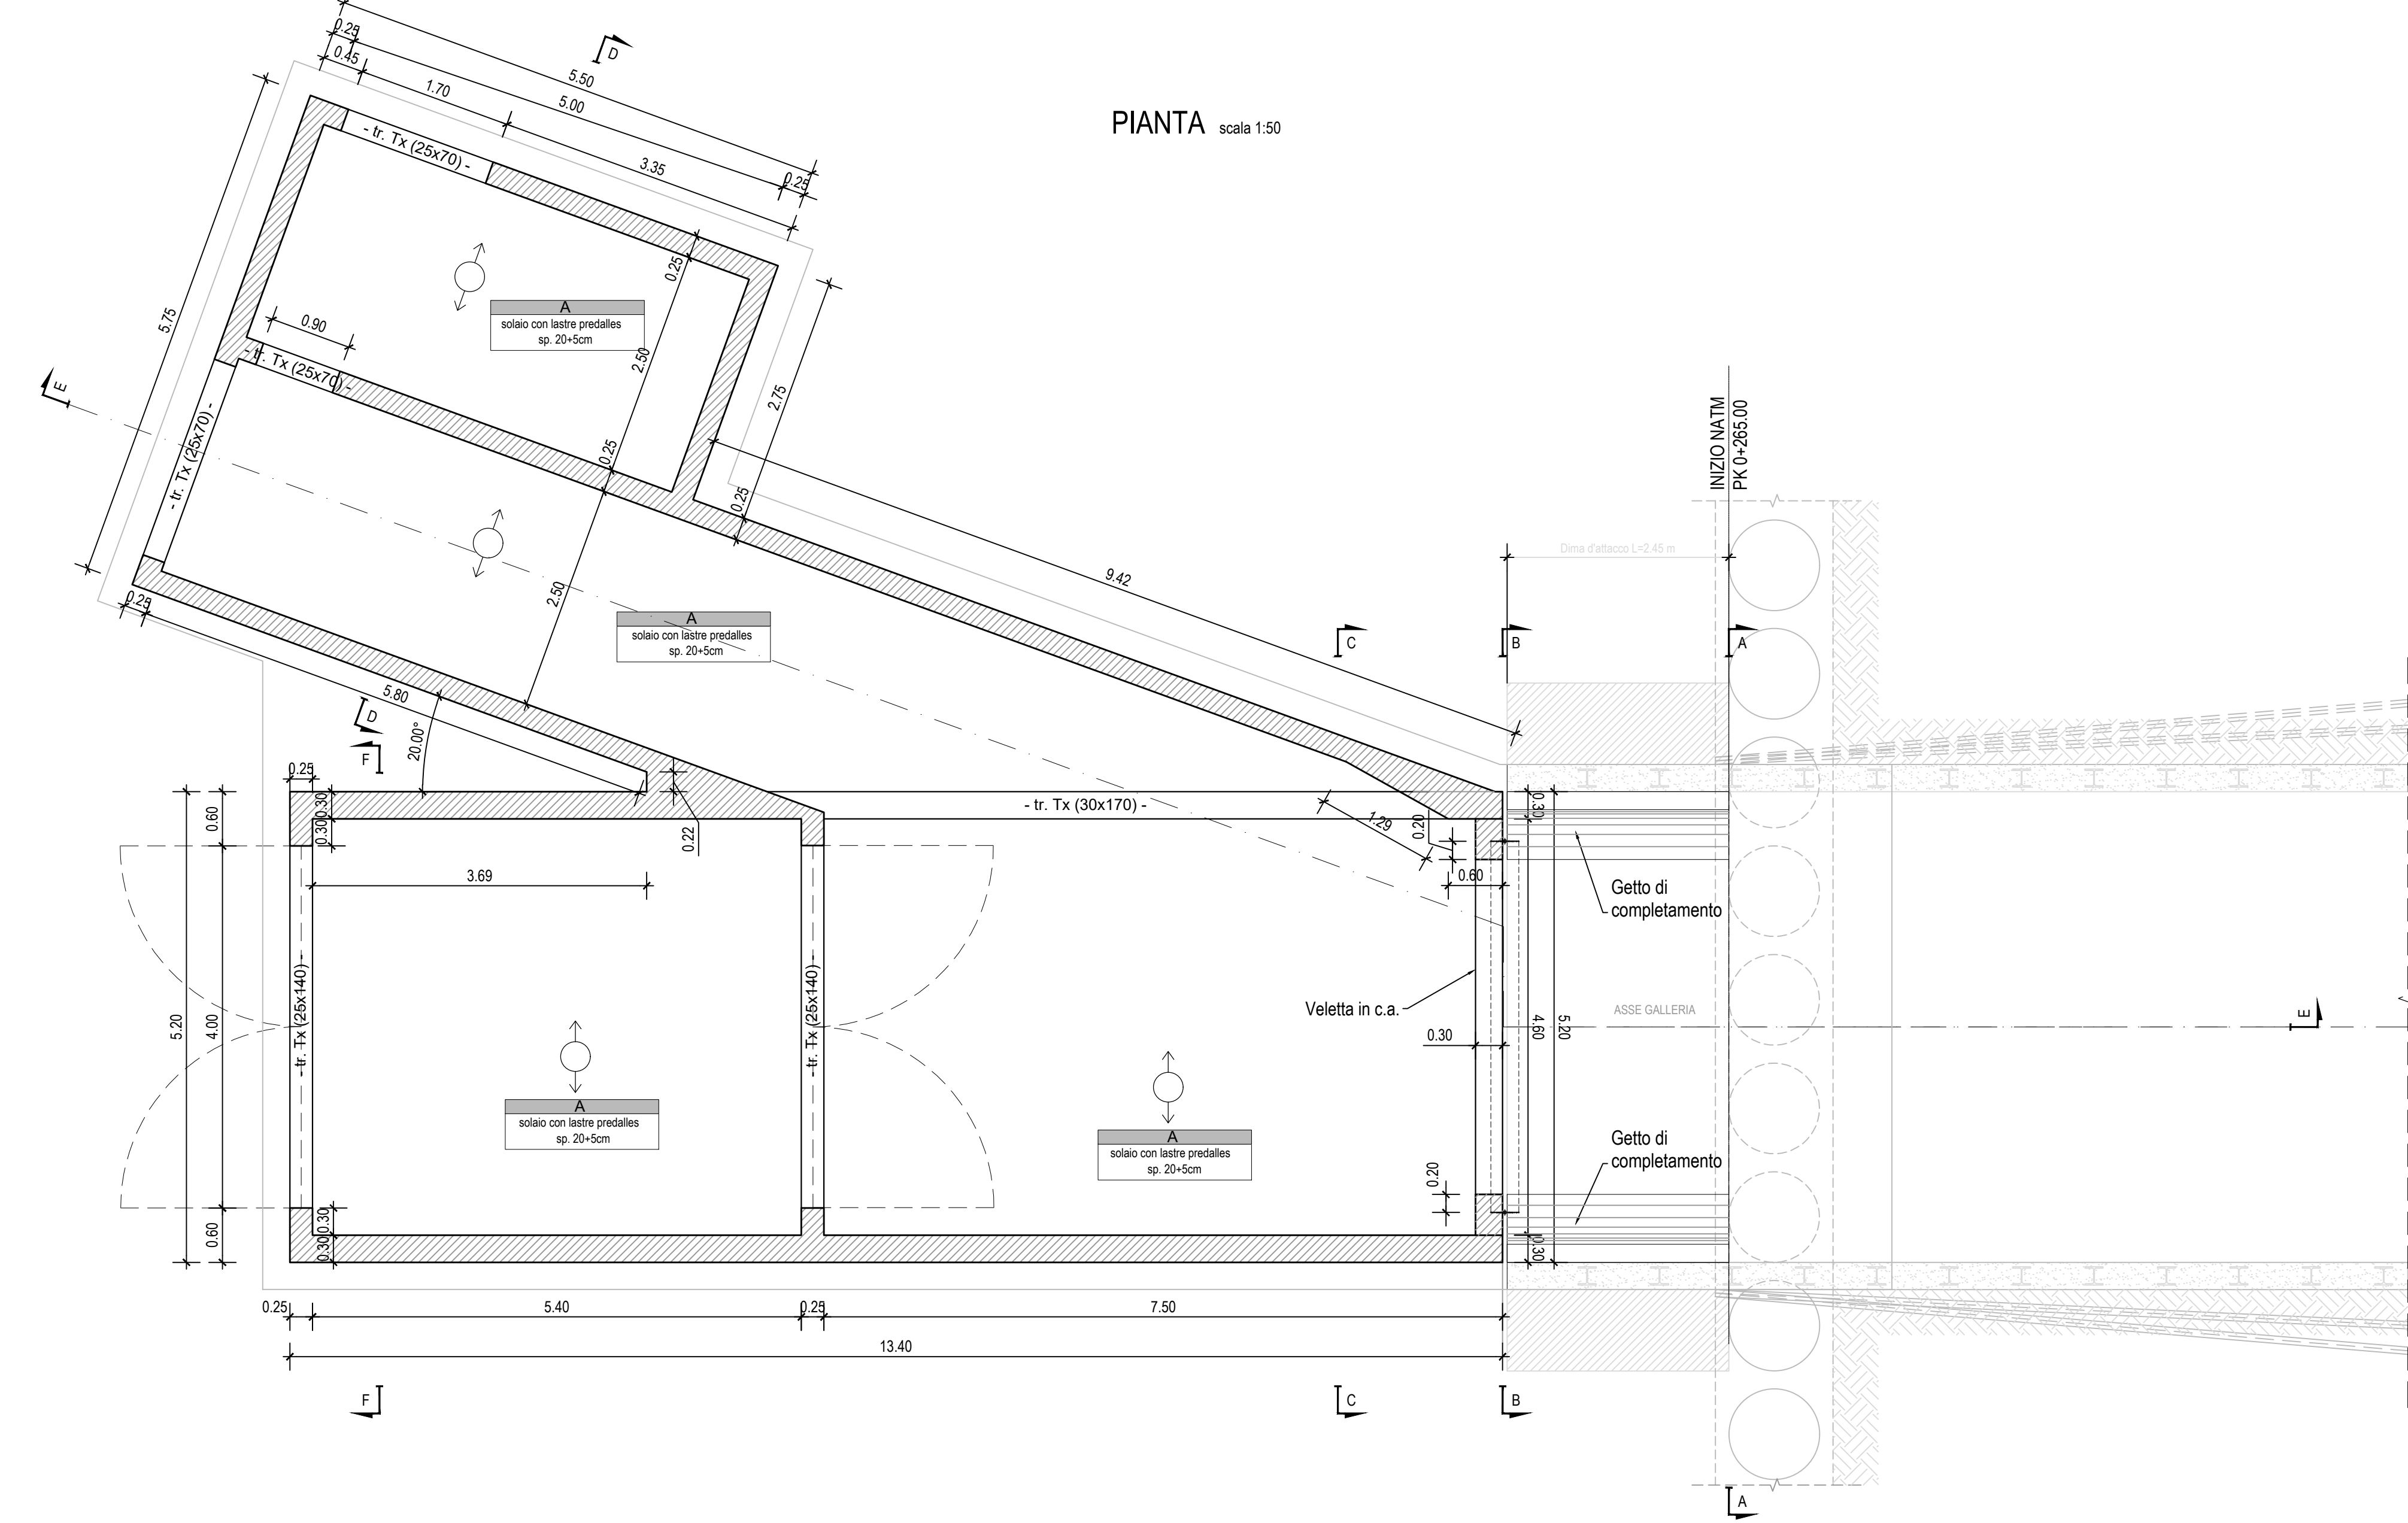 PIANTA scala 1:50
D
5.50
0.25
5.00
0.25
0.45
1.70
3.35
- tr. Tx (25x70) -
0.25
A
solaio con lastre predalles
sp. 20+5cm
2.50
5.75
0.90
- tr. Tx (25x70) -
2.75
E
- tr. Tx (25x70) -
0.25
0.25
INIZIO NATM
PK 0+265.00
Dima d'attacco L=2.45 m
9.42
2.50
0.25
A
solaio con lastre predalles
sp. 20+5cm
C
B
A
5.80
D
20.00°
F
0.25
0.60
0.30
0.30
0.22
- tr. Tx (30x170) -
1.29
0.20
0.30
0.60
3.69
Getto di
completamento
5.20
4.00
- tr. Tx (25x140) -
- tr. Tx (25x140) -
Veletta in c.a.
0.30
4.60
5.20
ASSE GALLERIA
E
A
solaio con lastre predalles
sp. 20+5cm
A
solaio con lastre predalles
sp. 20+5cm
Getto di
completamento
0.20
0.60
0.30
0.30
0.30
0.25
5.40
0.25
7.50
13.40
F
C
B
A